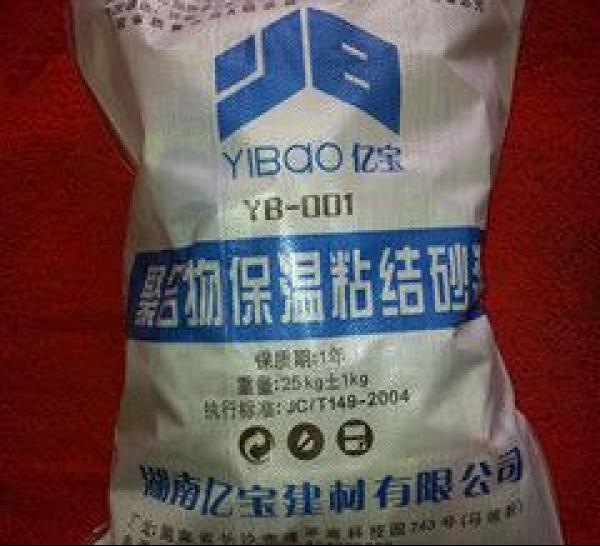 YiBao亿宝
YB-001
聚合物保温粘结砂
保质期:1年
重量:25kg±1kg
执行标准:JC/T149-2004
湖南亿宝建材有限公司